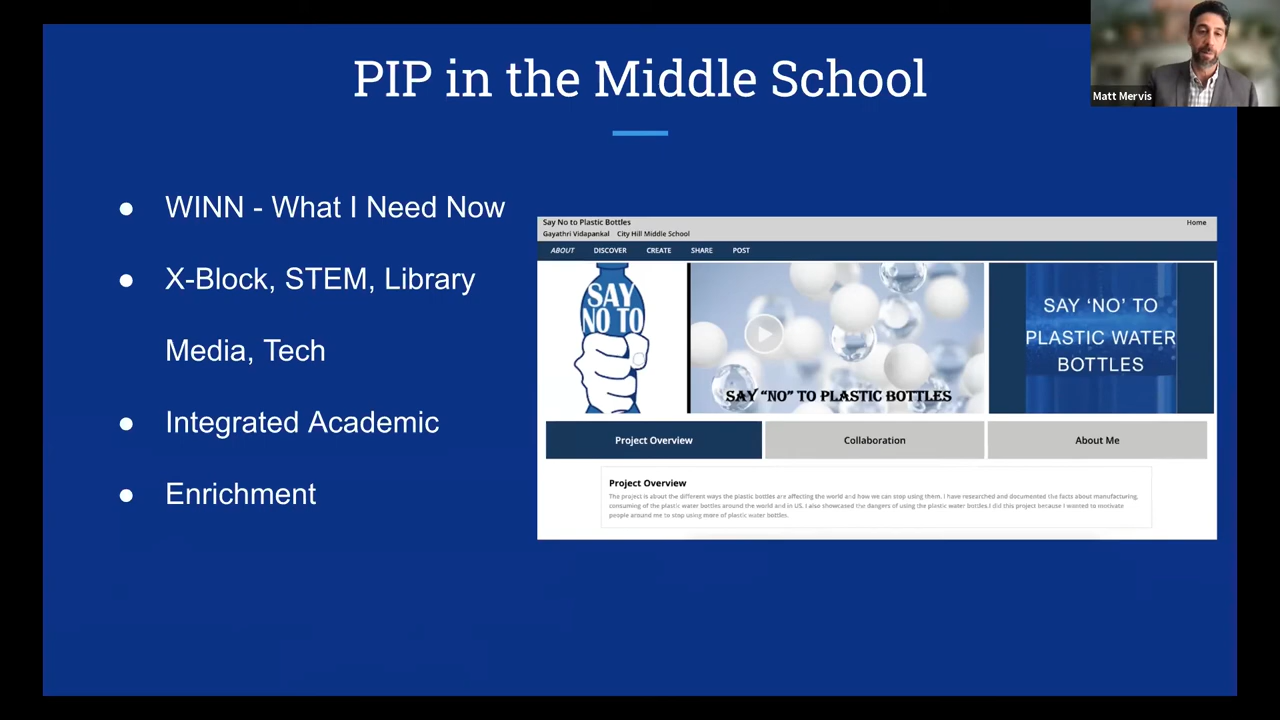 PIP in the Middle School
Matt Mervis
● WINN - What I Need Now
● X-Block, STEM, Library
Media, Tech
● Integrated Academic
● Enrichment
Say No to Plastic Bottles
Home
Gayathri Vidapankal City Hill Middle School
ABOUT DISCOVER CREATE SHARE POST
SAY
NO TO
SAY “NO” TO PLASTIC BOTTLES
SAY ‘NO’ TO
PLASTIC WATER
BOTTLES
Project Overview
Collaboration
About Me
Project Overview
The project is about the different ways the plastic bottles are affecting the world and how we can stop using them. I have researched and documented the facts about manufacturing,
consuming of the plastic water bottles around the world and in US. I also showcased the dangers of using the plastic water bottles.I did this project because I wanted to motivate
people around me to stop using more of plastic water bottles.